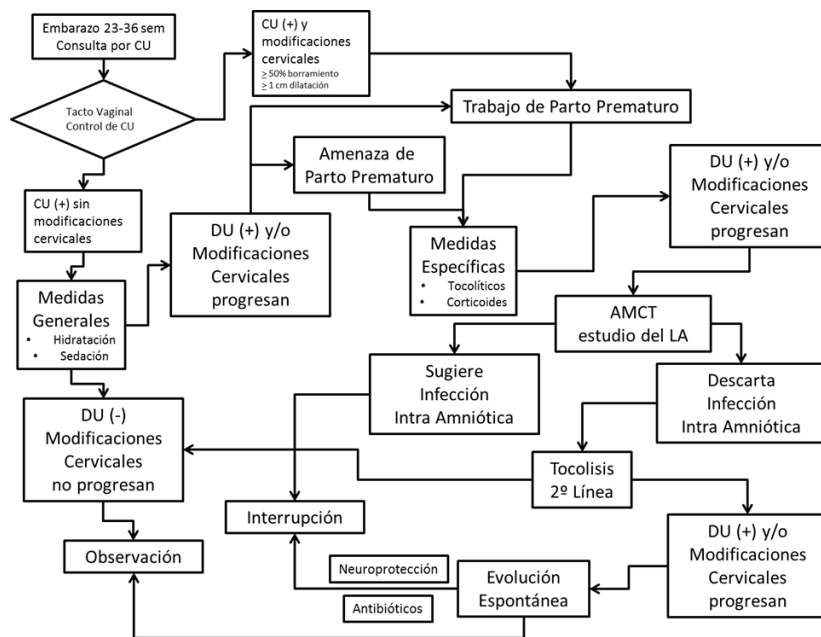 Embarazo 23-36 sem
Consulta por CU
CU (+) y
modificaciones
cervicales
≥ 50% borramiento
≥ 1 cm dilatación
Tacto Vaginal
Control de CU
Trabajo de Parto Prematuro
Amenaza de
Parto Prematuro
DU (+) y/o
Modificaciones
Cervicales
progresan
CU (+) sin
modificaciones
cervicales
DU (+) y/o
Modificaciones
Cervicales
progresan
Medidas
Específicas
• Tocolíticos
• Corticoides
Medidas
Generales
• Hidratación
• Sedación
AMCT
estudio del LA
Sugiere
Infección
Intra Amniótica
Descarta
Infección
Intra Amniótica
DU (-)
Modificaciones
Cervicales
no progresan
Tocolisis
2º Línea
Interrupción
DU (+) y/o
Modificaciones
Cervicales
progresan
Observación
Neuroprotección
Antibióticos
Evolución
Espontánea